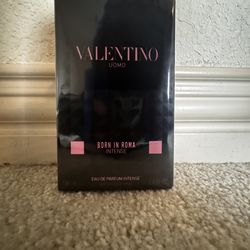 VALENTINO
UOMO
BORN IN ROMA
INTENSE
EAU DE PARFUM INTENSE